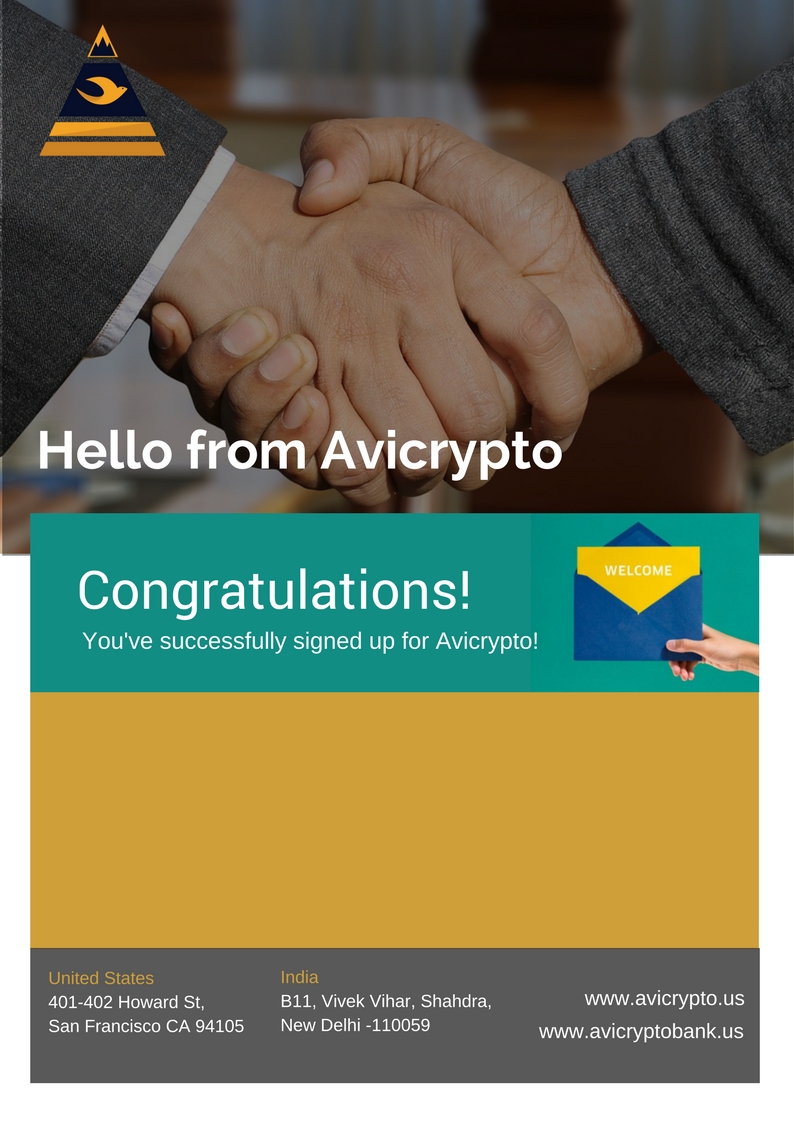 Hello from Avicrypto
Congratulations!
You've successfully signed up for Avicrypto!
WELCOME
United States
401-402 Howard St,
San Francisco CA 94105
India
B11, Vivek Vihar, Shahdra,
New Delhi -110059
www.avicrypto.us
www.avicryptobank.us